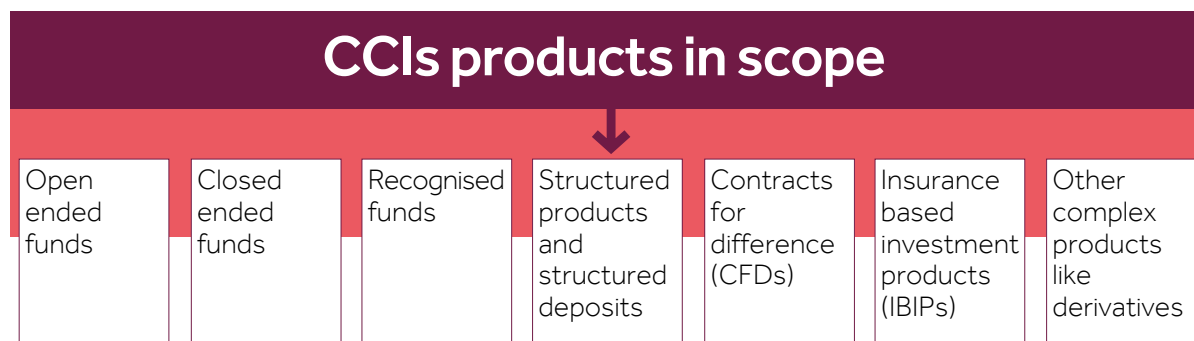 CCIs products in scope
Open
ended
funds
Closed
ended
funds
Recognised
funds
Structured
products
and
structured
deposits
Contracts
for
difference
(CFDs)
Insurance
based
investment
products
(IBIPs)
Other
complex
products
like
derivatives